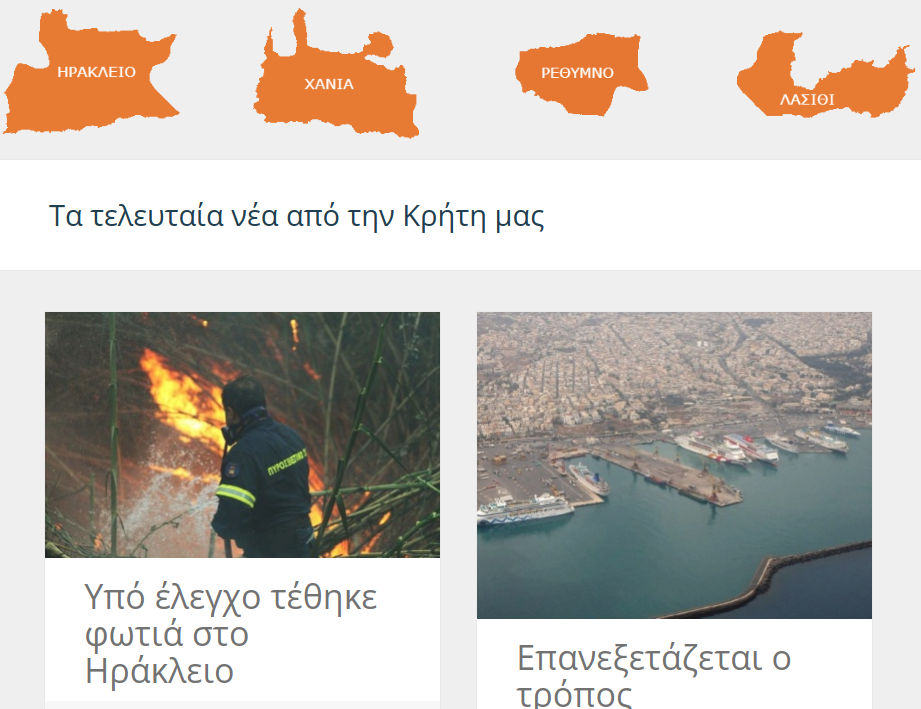 ΗΡΑΚΛΕΙΟ
ΧΑΝΙΑ
ΡΕΘΥΜΝΟ
ΛΑΣΙΘΙ
Τα τελευταία νέα από την Κρήτη μας
ΠΥΡΟΣΒΕΣΤΙΚΟ
Υπό έλεγχο τέθηκε
φωτιά στο
Ηράκλειο
Επανεξετάζεται ο
τρόπος